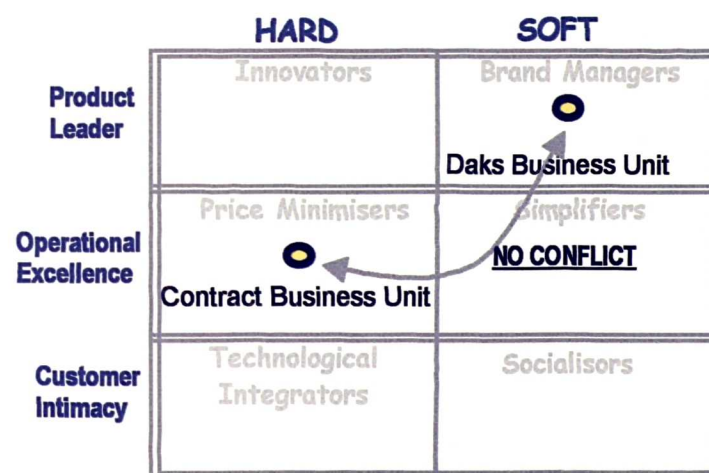 HARD SOFT
Product Leader
Innovators
Brand Managers
Daks Business Unit
Operational Excellence
Price Minimisers
Simplifiers
NO CONFLICT
Contract Business Unit
Customer Intimacy
Technological Integrators
Socialisors